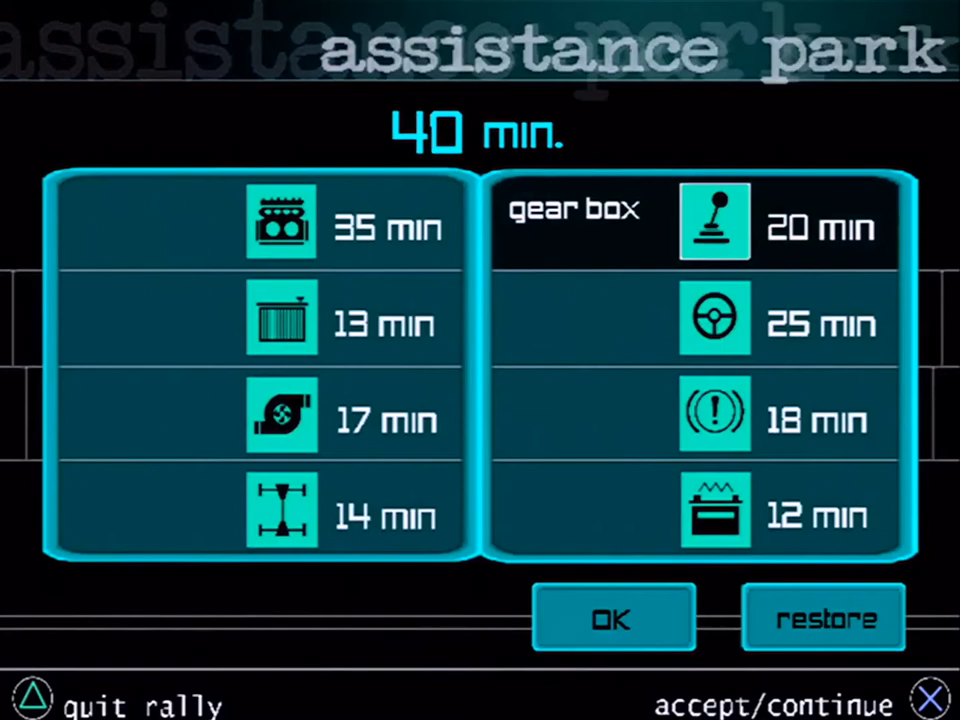 assistance park
40 min.
35 min
gear box 20 min
13 min
25 min
17 min
18 min
14 min
12 min
OK
restore
quit rally
accept/continue